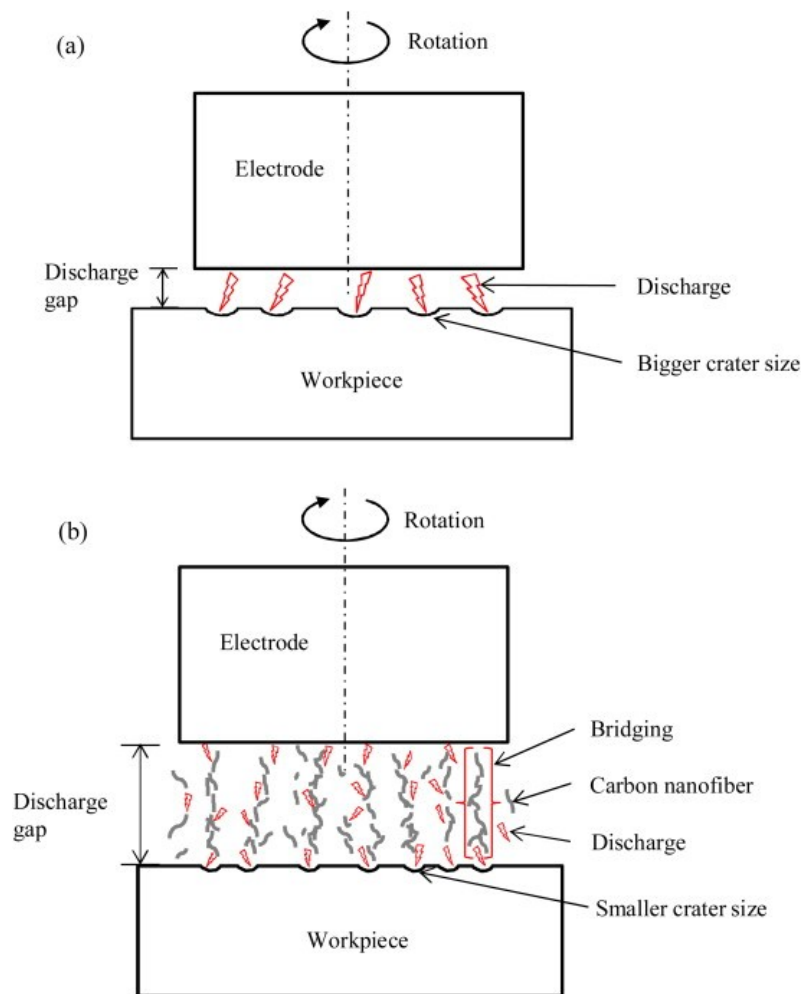 (a)
Rotation
Electrode
Discharge
gap
Discharge
Bigger crater size
Workpiece
(b)
Rotation
Electrode
Bridging
Carbon nanofiber
Discharge
gap
Discharge
Smaller crater size
Workpiece